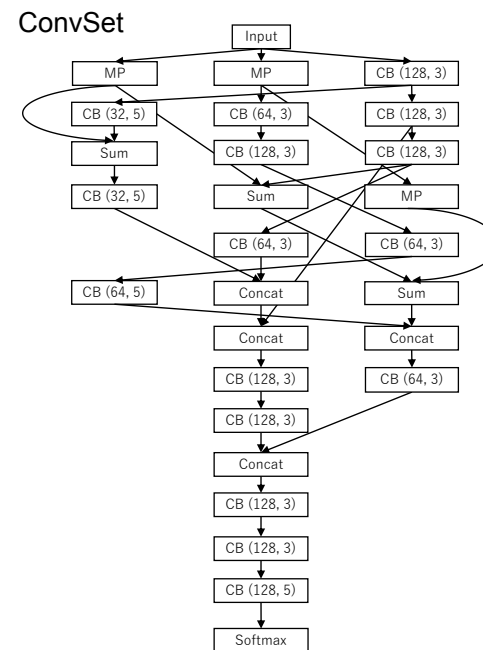 ConvSet
Input
MP
MP
CB (128, 3)
CB (32, 5)
CB (64, 3)
CB (128, 3)
Sum
CB (128, 3)
CB (128, 3)
CB (32, 5)
Sum
MP
CB (64, 3)
CB (64, 3)
CB (64, 5)
Concat
Sum
Concat
Concat
CB (128, 3)
CB (64, 3)
CB (128, 3)
Concat
CB (128, 3)
CB (128, 3)
CB (128, 5)
Softmax